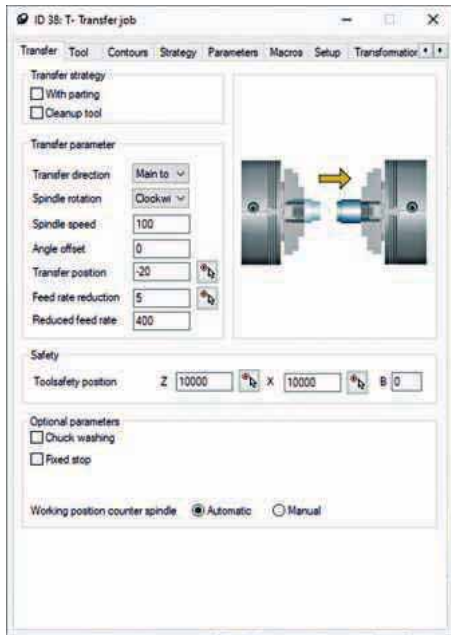 ID 38: T- Transfer job
Transfer Tool Contours Strategy Parameters Macros Setup Transformation
Transfer strategy
With parting
Cleanup tool
Transfer parameter
Transfer direction Main to
Spindle rotation Clockwi
Spindle speed 100
Angle offset 0
Transfer position -20
Feed rate reduction 5
Reduced feed rate 400
Safety
Toolsafety position Z 10000 X 10000 B 0
Optional parameters
Chuck washing
Fixed stop
Working position counter spindle Automatic Manual